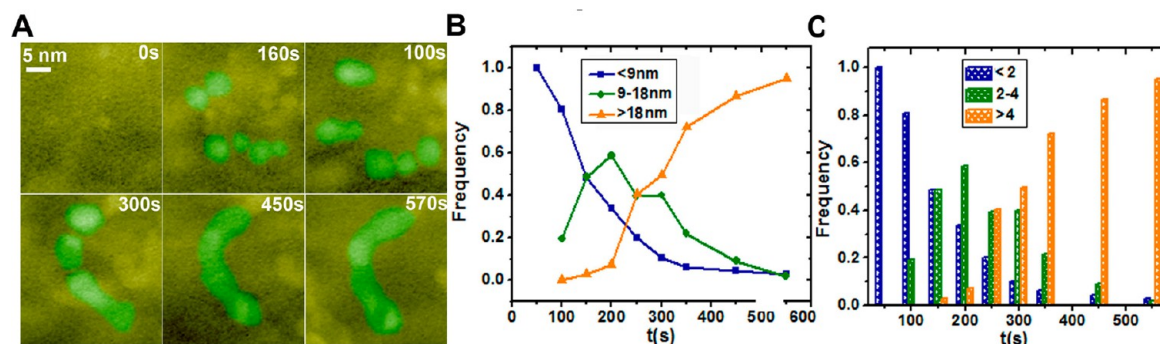 A
5 nm
0s
160s
100s
300s
450s
570s
B
Frequency
1.0
0.8
0.6
0.4
0.2
0.0
<9nm
9-18nm
>18nm
0 100 200 300 400 500 600
t(s)
C
Frequency
1.0
0.8
0.6
0.4
0.2
0.0
< 2
2-4
>4
100 200 300 400 500
t(s)